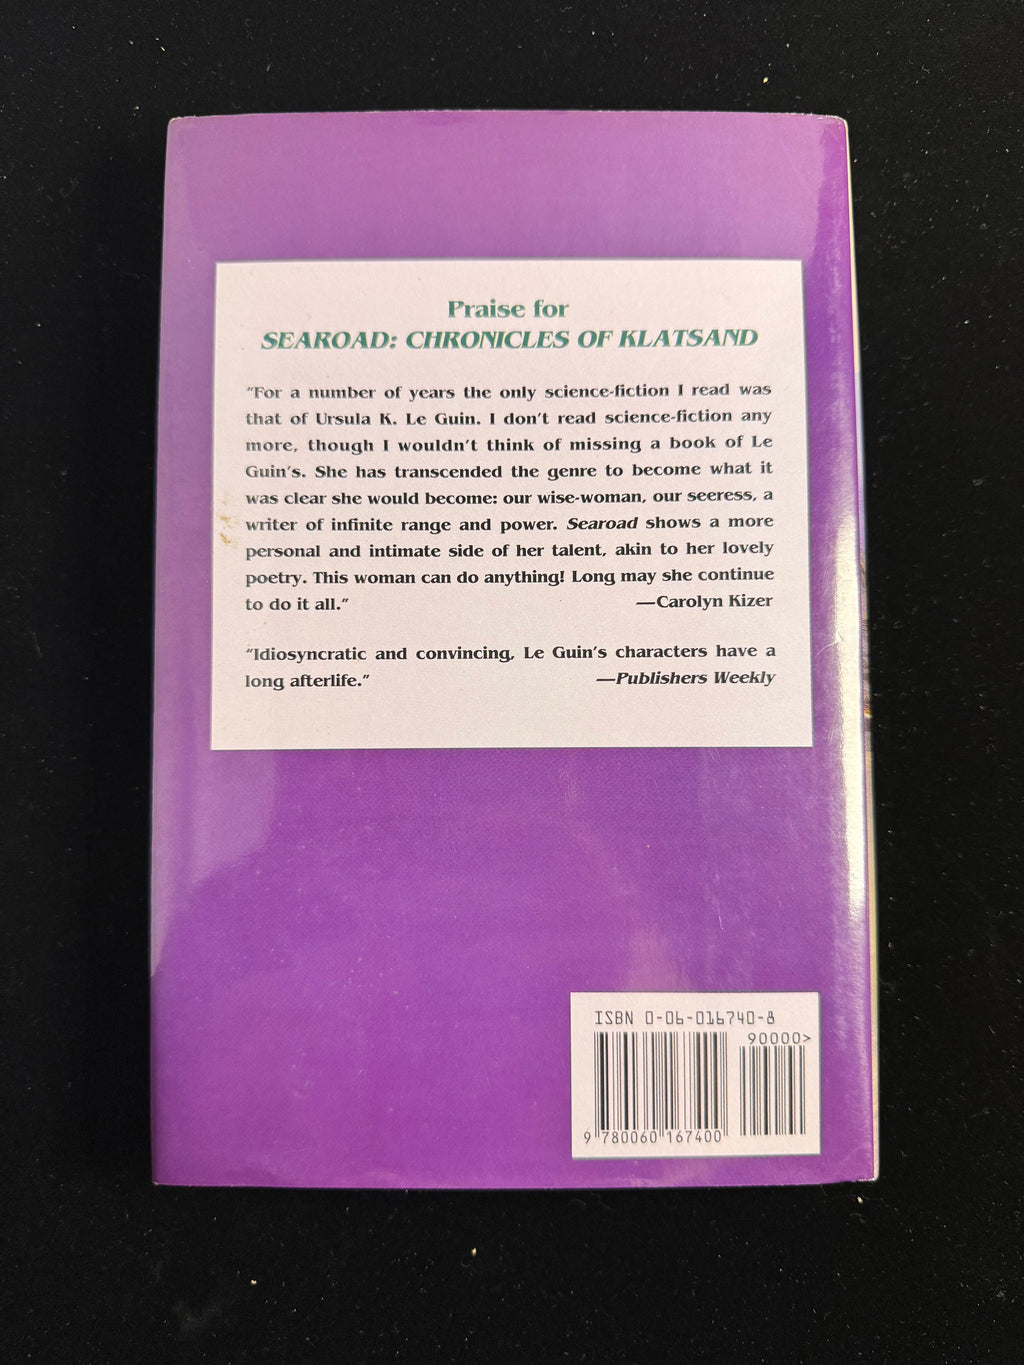 Praise for
SEAROAD: CHRONICLES OF KLATSAND
"For a number of years the only science-fiction I read was
that of Ursula K. Le Guin. I don't read science-fiction any
more, though I wouldn't think of missing a book of Le
Guin's. She has transcended the genre to become what it
was clear she would become: our wise-woman, our seeress, a
writer of infinite range and power. Searoad shows a more
personal and intimate side of her talent, akin to her lovely
poetry. This woman can do anything! Long may she continue
to do it all." —Carolyn Kizer
"Idiosyncratic and convincing, Le Guin's characters have a
long afterlife." —Publishers Weekly
ISBN 0-06-016740-8
90000>
9 780060 167400